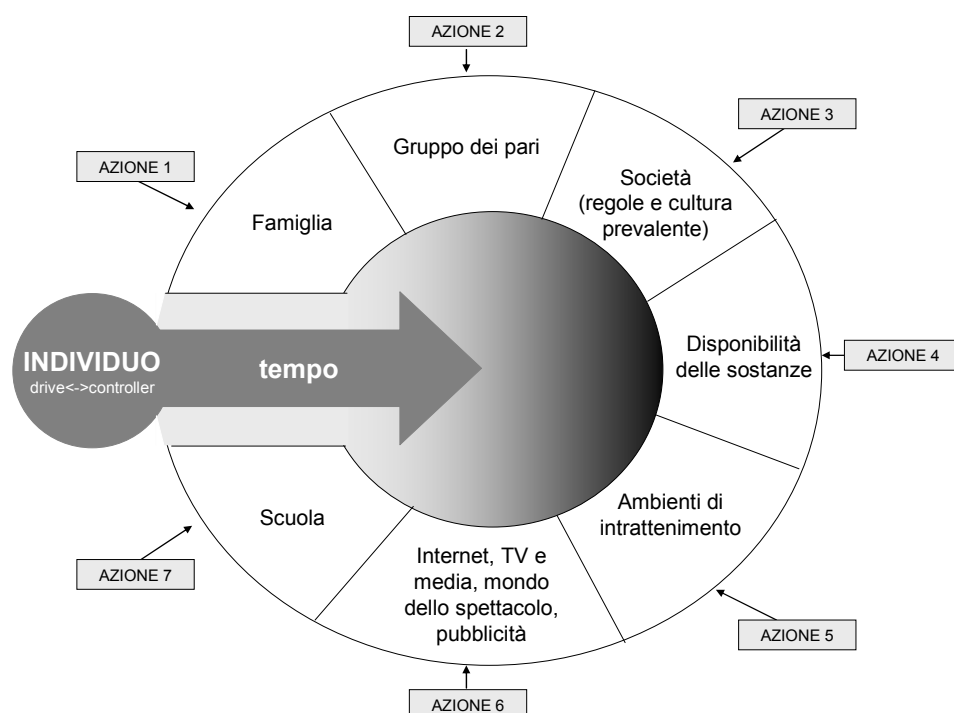 AZIONE 2
AZIONE 3
Gruppo dei pari
AZIONE 1
Società
(regole e cultura
prevalente)
Famiglia
INDIVIDUO
drive<->controller
tempo
Disponibilità
delle sostanze
AZIONE 4
Ambienti di
intrattenimento
Scuola
Internet, TV e
media, mondo
dello spettacolo,
pubblicità
AZIONE 7
AZIONE 5
AZIONE 6